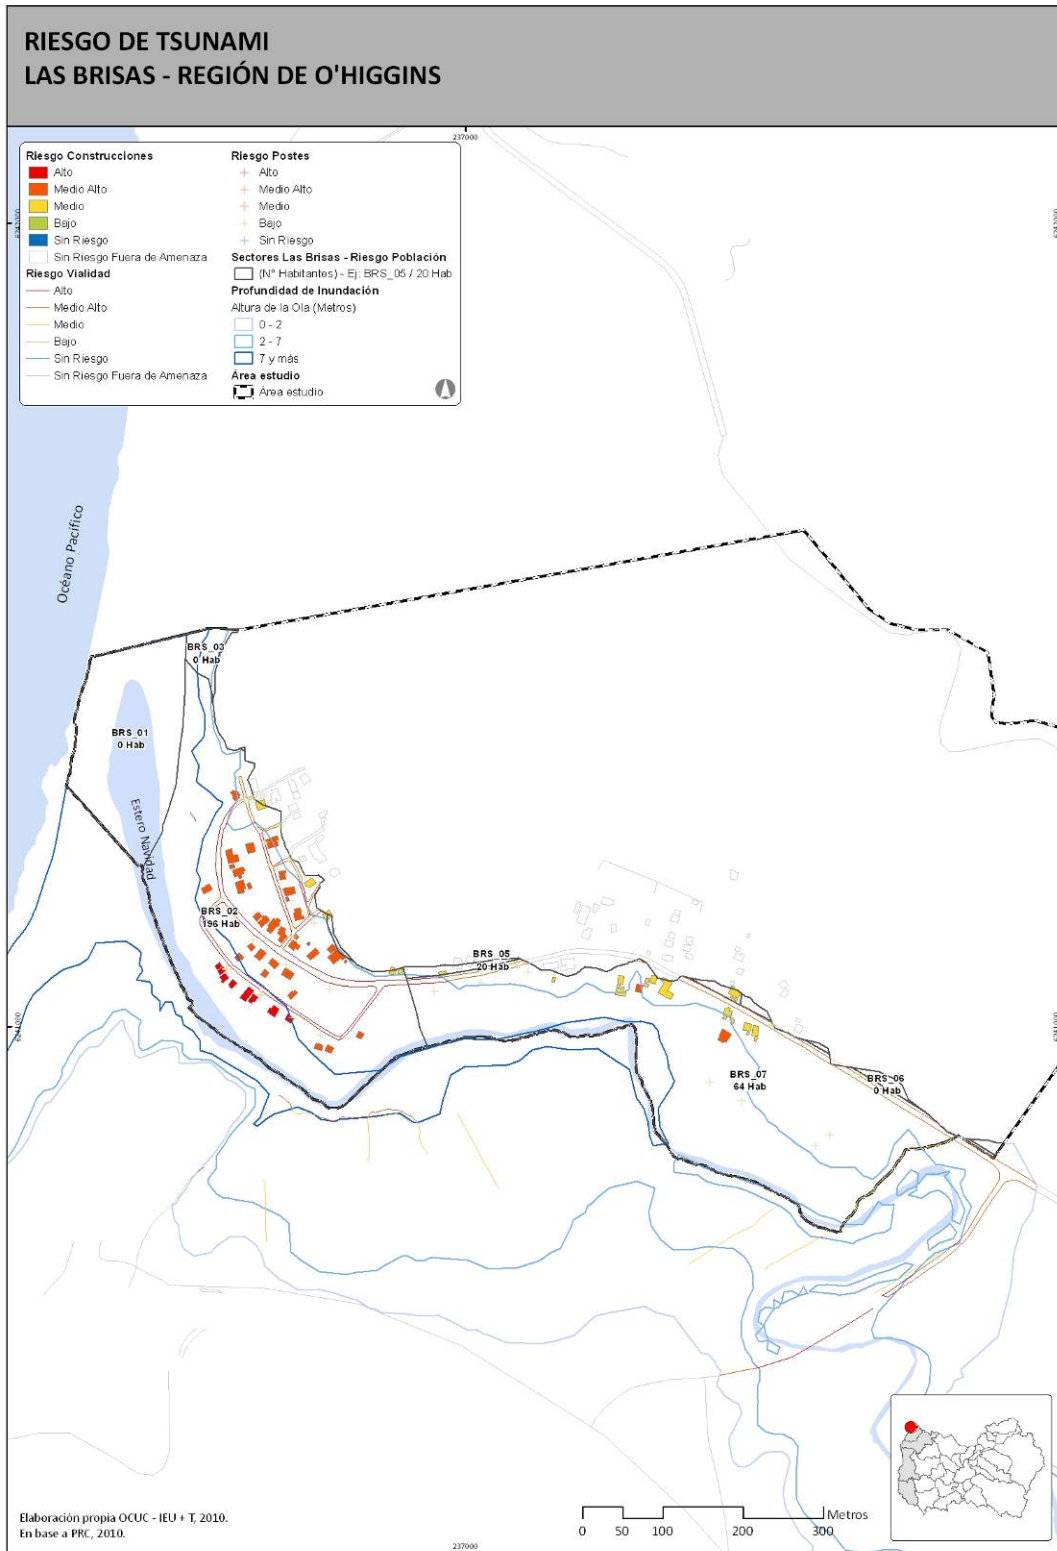 RIESGO DE TSUNAMI
LAS BRISAS - REGIÓN DE O'HIGGINS
237000
Riesgo Construcciones
Alto
Medio Alto
Medio
Bajo
Sin Riesgo
Sin Riesgo Fuera de Amenaza
Riesgo Vialidad
Alto
Medio Alto
Medio
Bajo
Sin Riesgo
Sin Riesgo Fuera de Amenaza
Riesgo Postes
Alto
Medio Alto
Medio
Bajo
Sin Riesgo
Sectores Las Brisas - Riesgo Población
(N° Habitantes) - Ej: BRS_05 / 20 Hab
Profundidad de Inundación
Altura de la Ola (Metros)
0 - 2
2 - 7
7 y más
Área estudio
Área estudio
6242000
6242000
Océano Pacífico
BRS_03
0 Hab
BRS_01
0 Hab
Estero Navidad
BRS_02
196 Hab
BRS_05
20 Hab
6241000
6241000
BRS_07
64 Hab
BRS_06
0 Hab
Elaboración propia OCUC - IEU + T, 2010.
En base a PRC, 2010.
Metros
0 50 100 200 300
237000